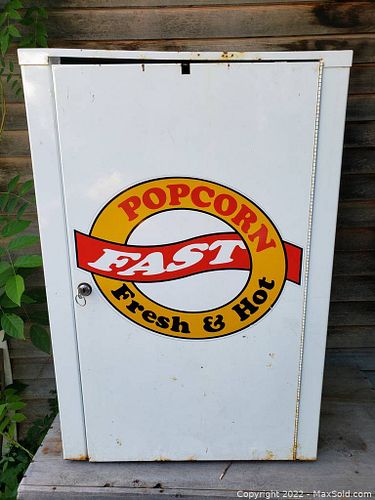 POPCORN
FAST
Fresh & Hot
Copyright © 2022 - MaxSold.com